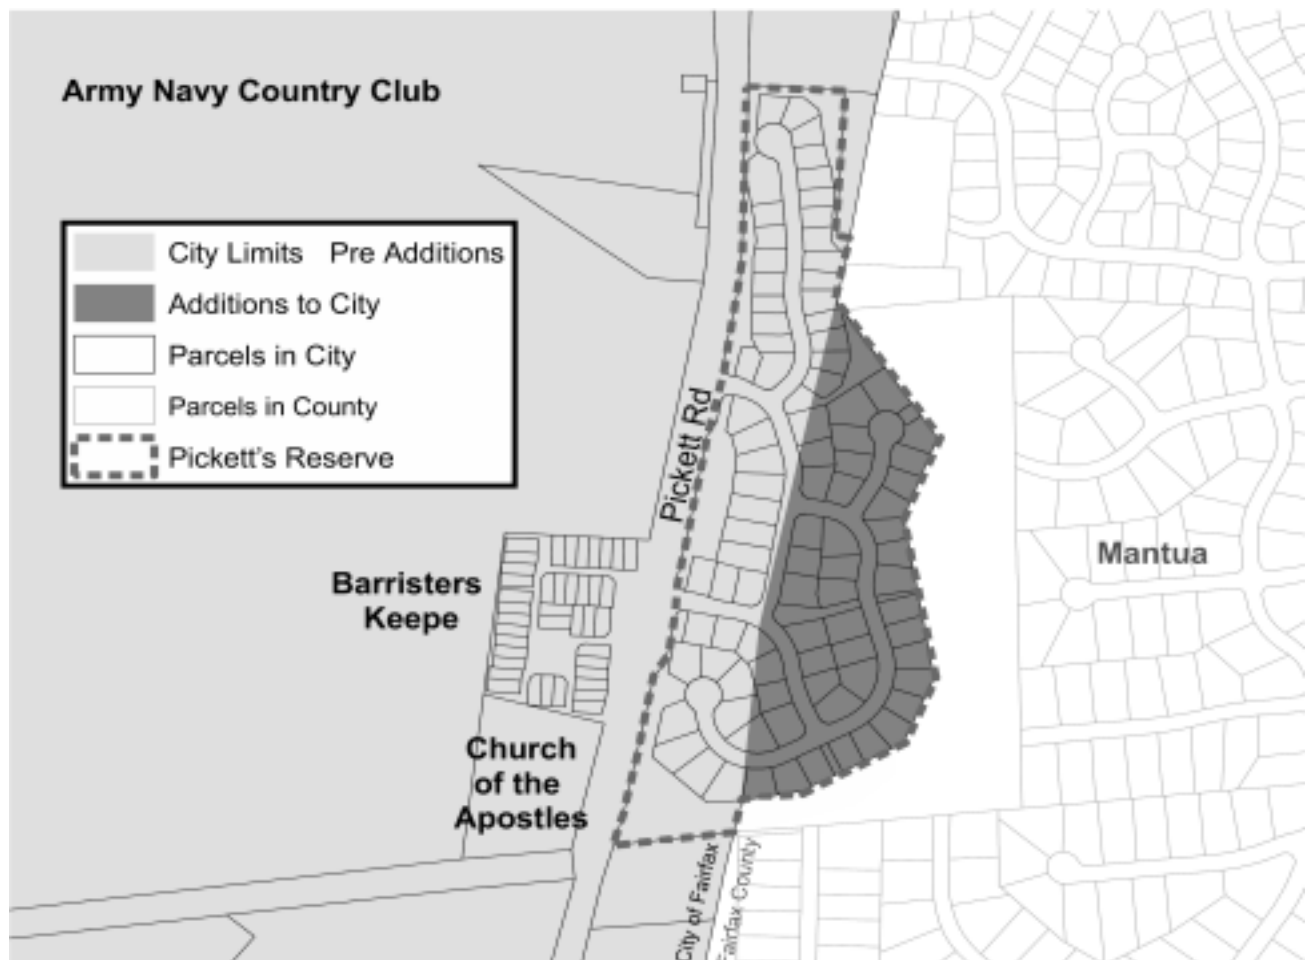 Army Navy Country Club
City Limits Pre Additions
Additions to City
Parcels in City
Parcels in County
Pickett's Reserve
Pickett Rd
Barristers
Keepe
Mantua
Church
of the
Apostles
City of Fairfax
Fairfax County